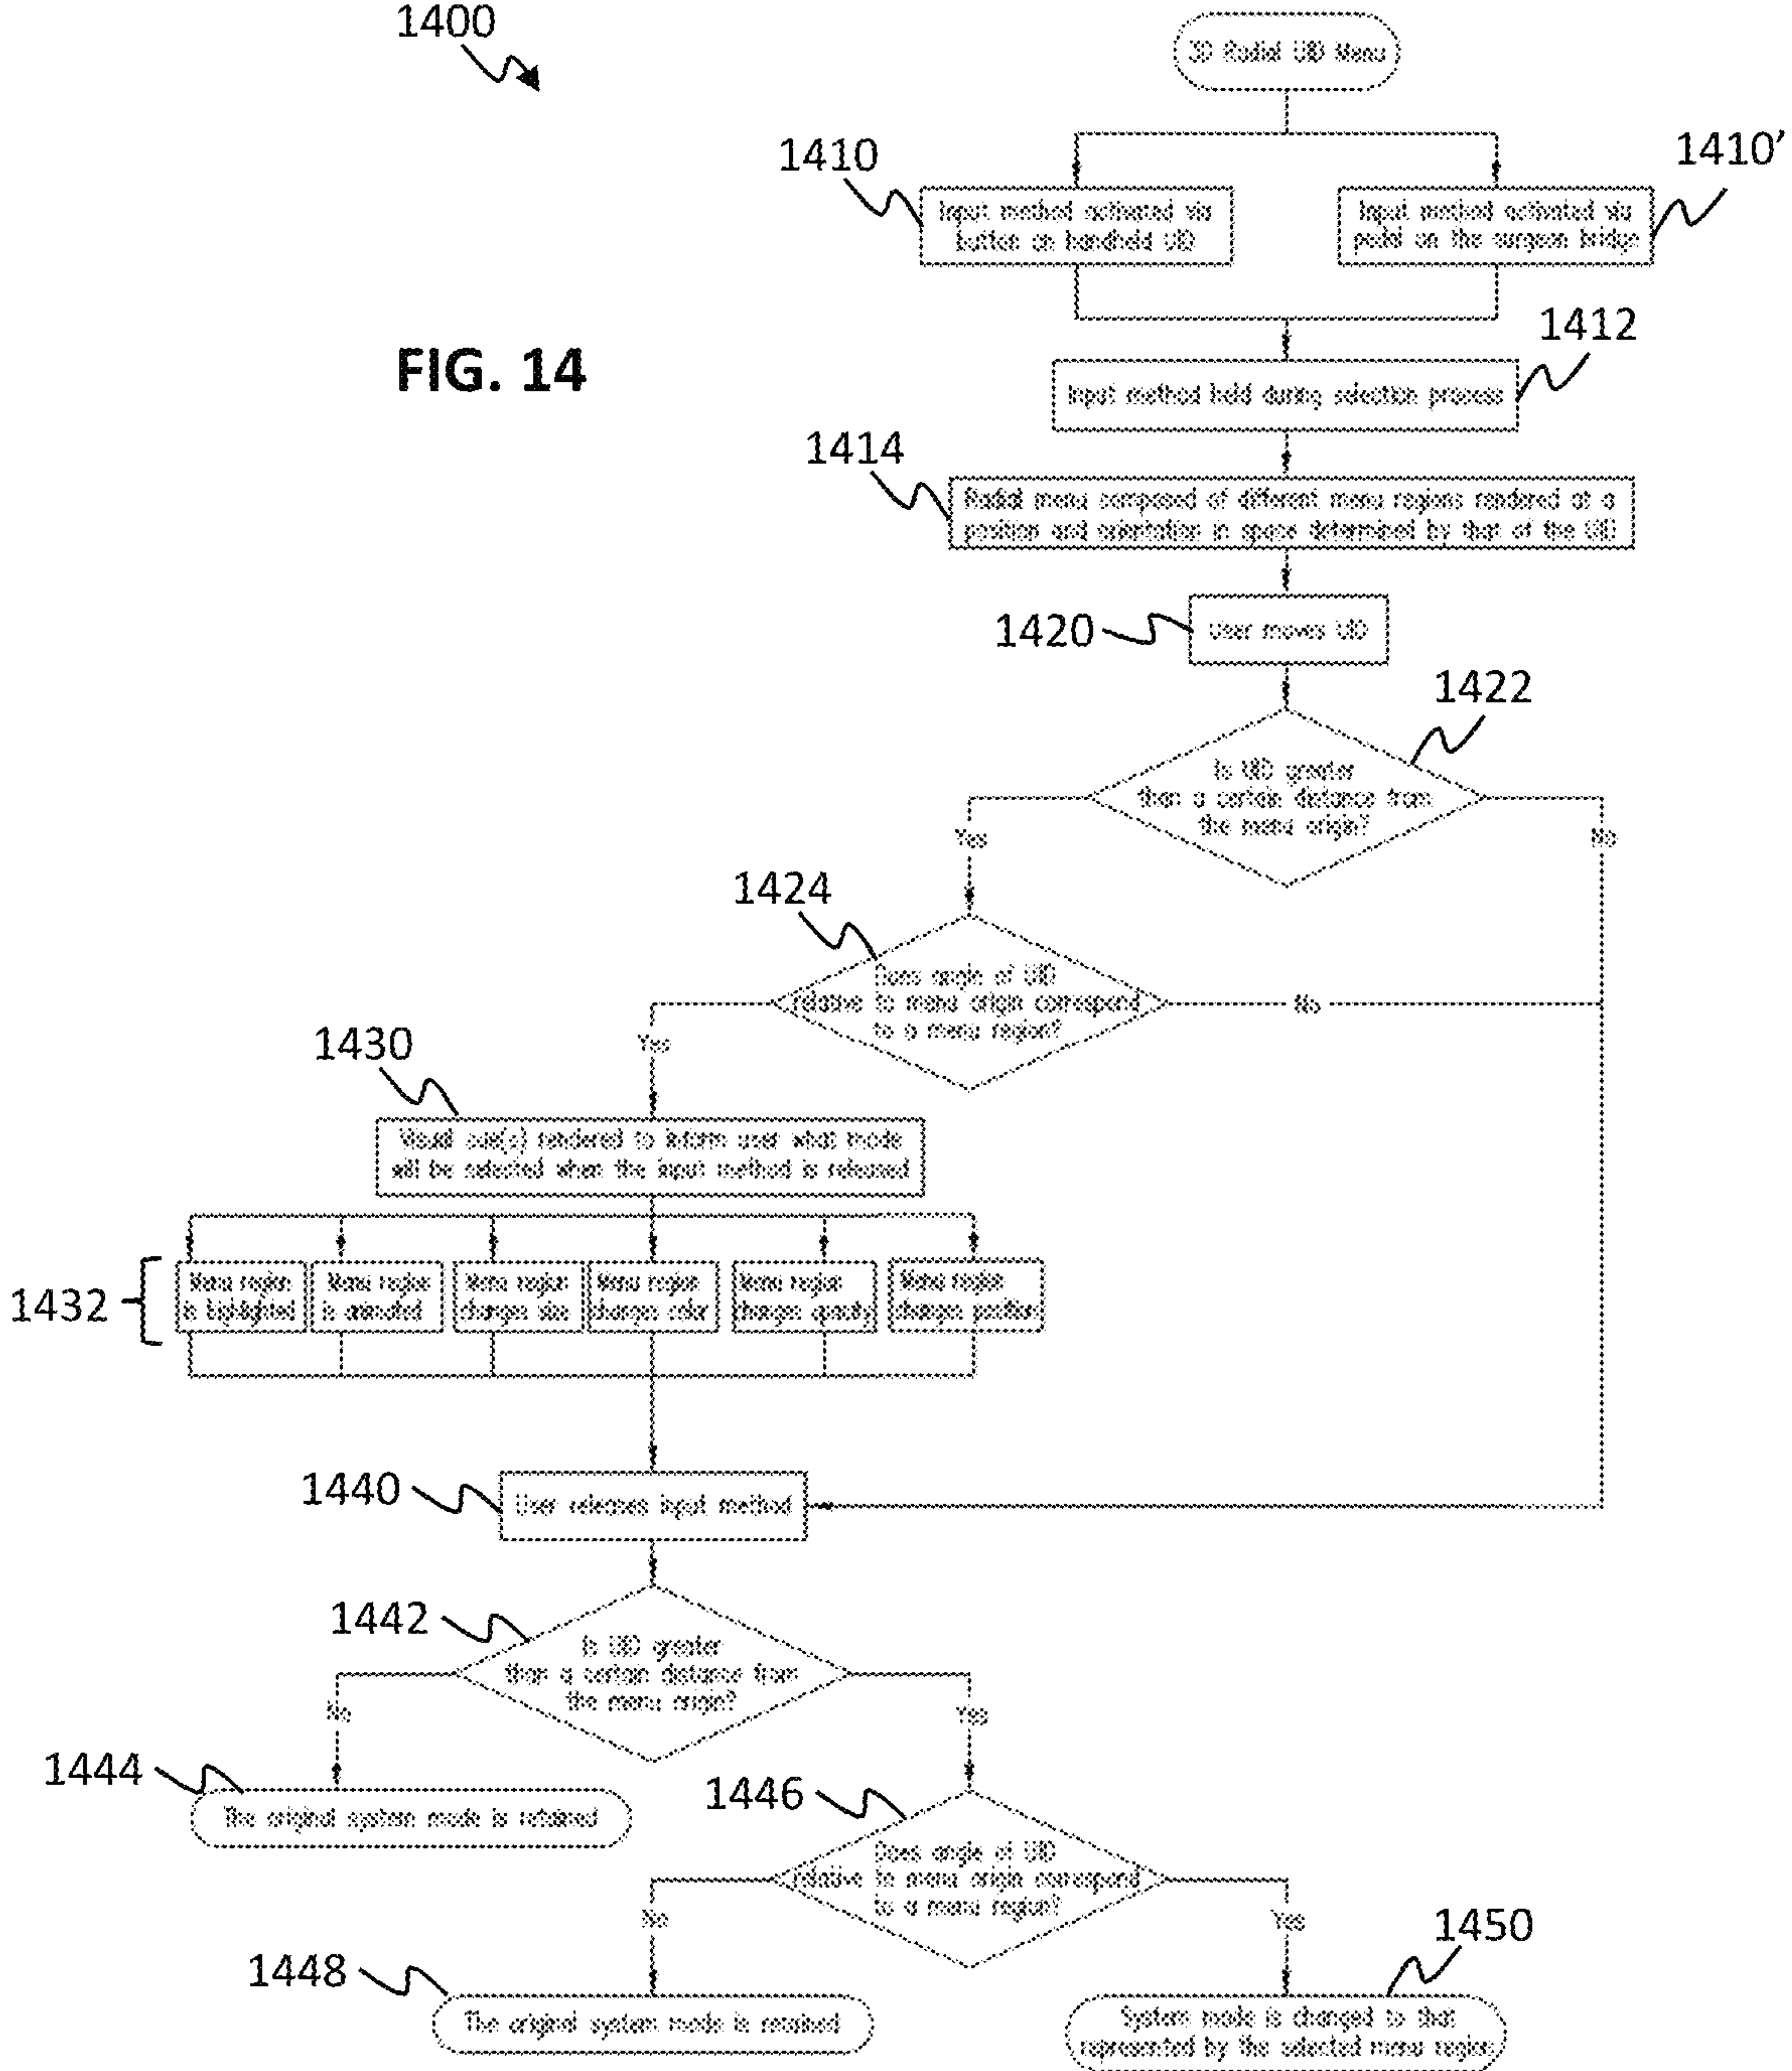 1400
3D Radial UID Menu
1410
1410'
Input method activated via
button on handheld UID
Input method activated via
pedal on the surgeon bridge
1412
FIG. 14
Input method held during selection process
1414
Radial menu composed of different menu regions rendered at a
position and orientation in space determined by that of the UID
1420
User moves UID
1422
Is UID greater
than a certain distance from
the menu origin?
Yes
No
1424
Does angle of UID
relative to menu origin correspond
to a menu region?
No
Yes
1430
Visual cue(s) rendered to inform user what mode
will be selected when the input method is released
1432
Menu region
is highlighted
Menu region
is animated
Menu region
changes size
Menu region
changes color
Menu region
changes opacity
Menu region
changes position
1440
User releases input method
1442
Is UID greater
than a certain distance from
the menu origin?
No
Yes
1444
The original system mode is retained
1446
Does angle of UID
relative to menu origin correspond
to a menu region?
No
Yes
1448
The original system mode is retained
1450
System mode is changed to that
represented by the selected menu region